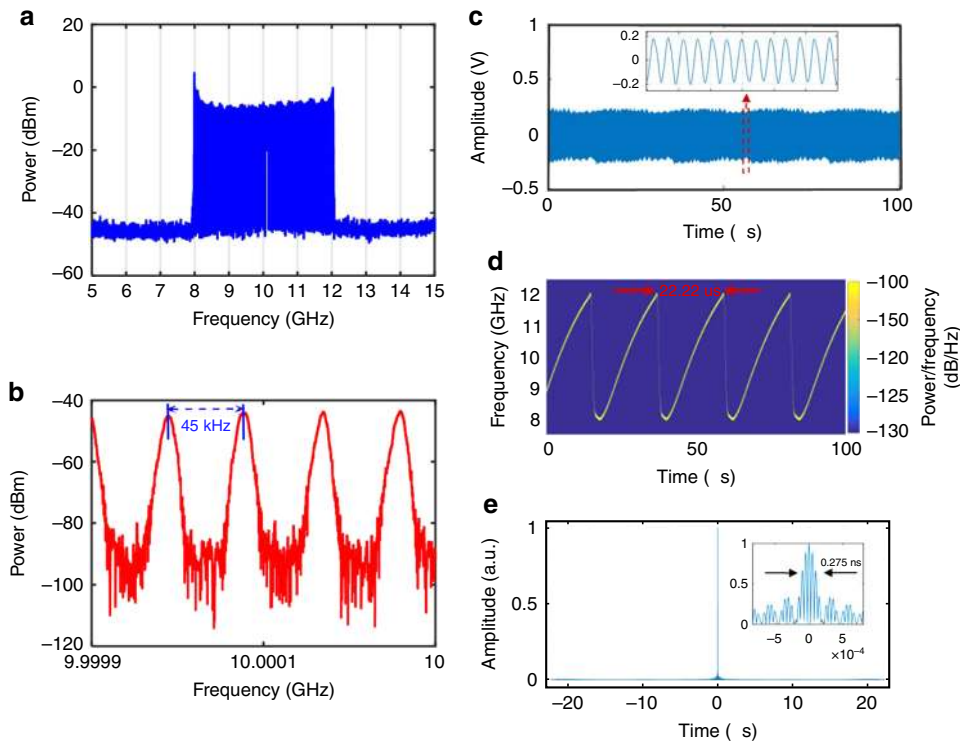 a
20
0
−20
−40
−60
Power (dBm)
5 6 7 8 9 10 11 12 13 14 15
Frequency (GHz)
b
−40
−60
−80
−100
−120
Power (dBm)
45 kHz
9.9999 10.0001 10
Frequency (GHz)
c
1
0.5
0
−0.5
Amplitude (V)
0.2
0
−0.2
0 50 100
Time ( s)
d
12
11
10
9
8
Frequency (GHz)
22.22 µs
0 50 100
Time ( s)
−100
−150
−120
−125
−130
Power/frequency
(dB/Hz)
e
1
0.5
0
Amplitude (a.u.)
1
0.5
0
0.275 ns
−5 0 5
×10⁻⁴
−20 −10 0 10 20
Time ( s)